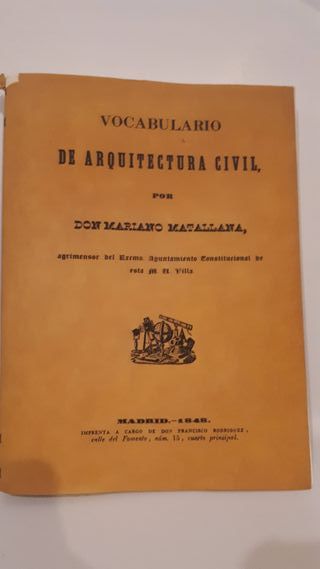 VOCABULARIO
DE ARQUITECTURA CIVIL,
POR
DON MARIANO MATALLANA,
agrimensor del Excmo. Ayuntamiento Constitucional de
esta M. H. Villa
MADRID.—1848.
IMPRENTA A CARGO DE DON FRANCISCO RODRIGUEZ,
calle del Fomento, núm. 15, cuarto principal.